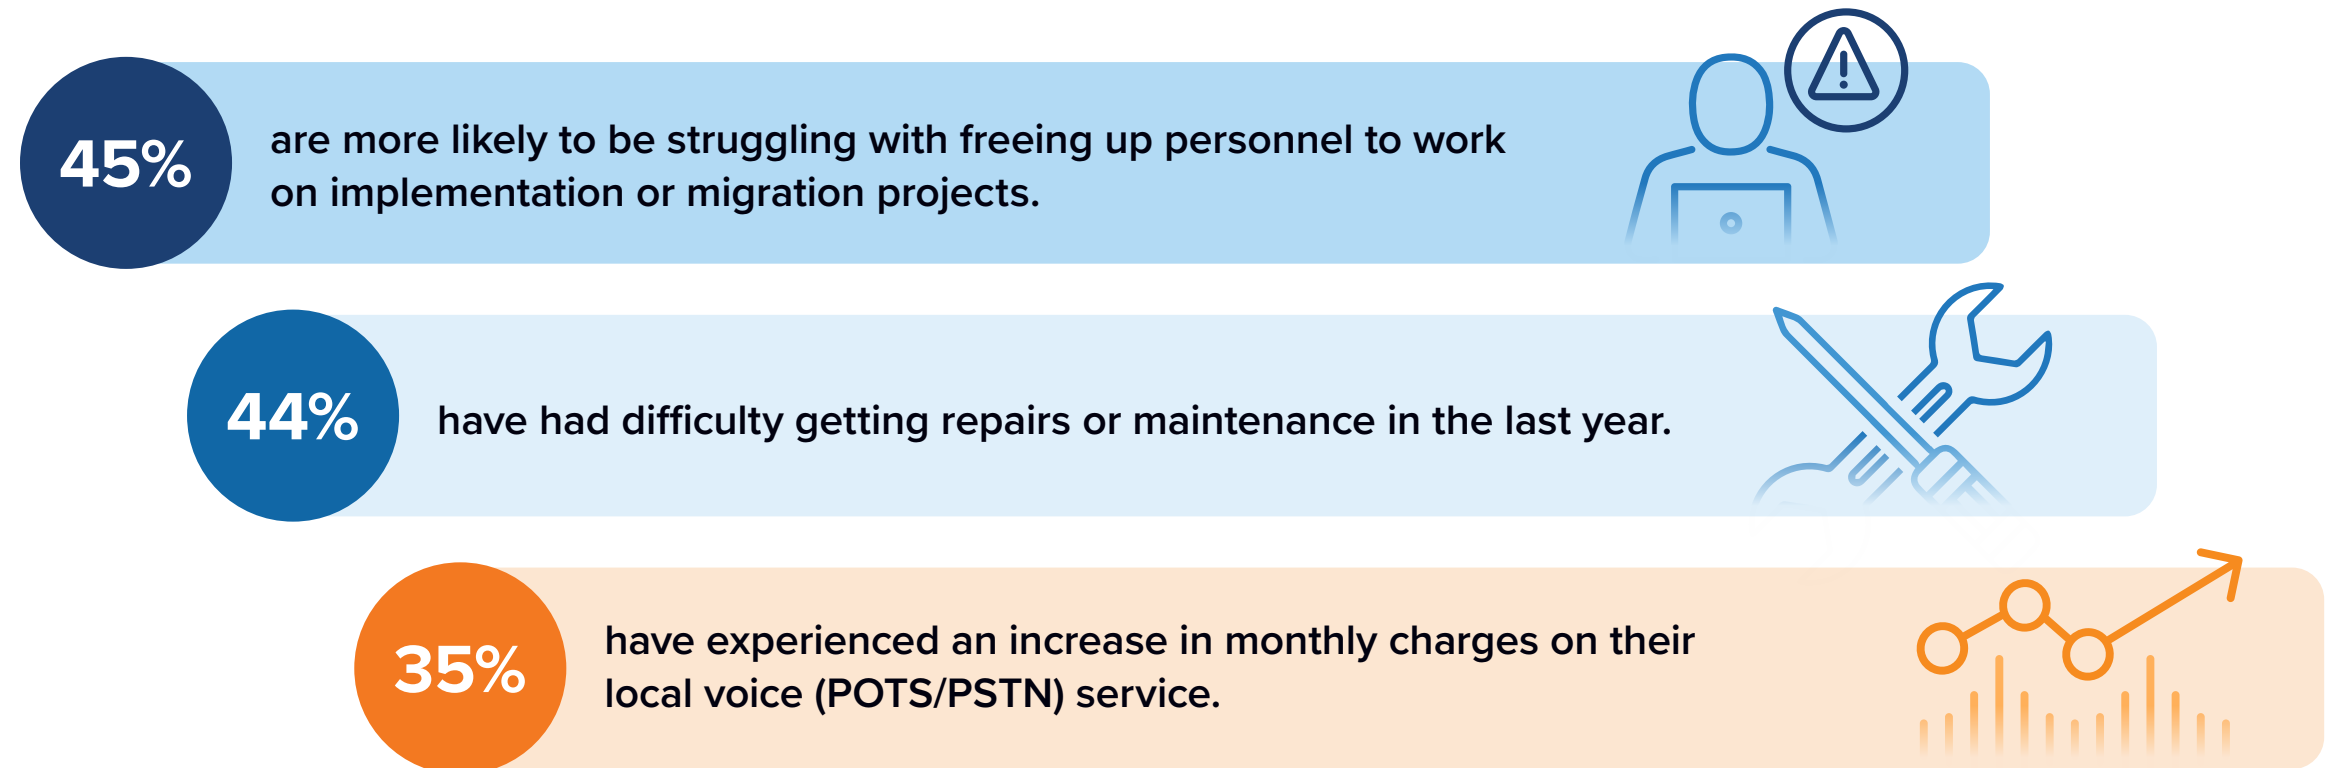 45%
are more likely to be struggling with freeing up personnel to work
on implementation or migration projects.
44%
have had difficulty getting repairs or maintenance in the last year.
35%
have experienced an increase in monthly charges on their
local voice (POTS/PSTN) service.